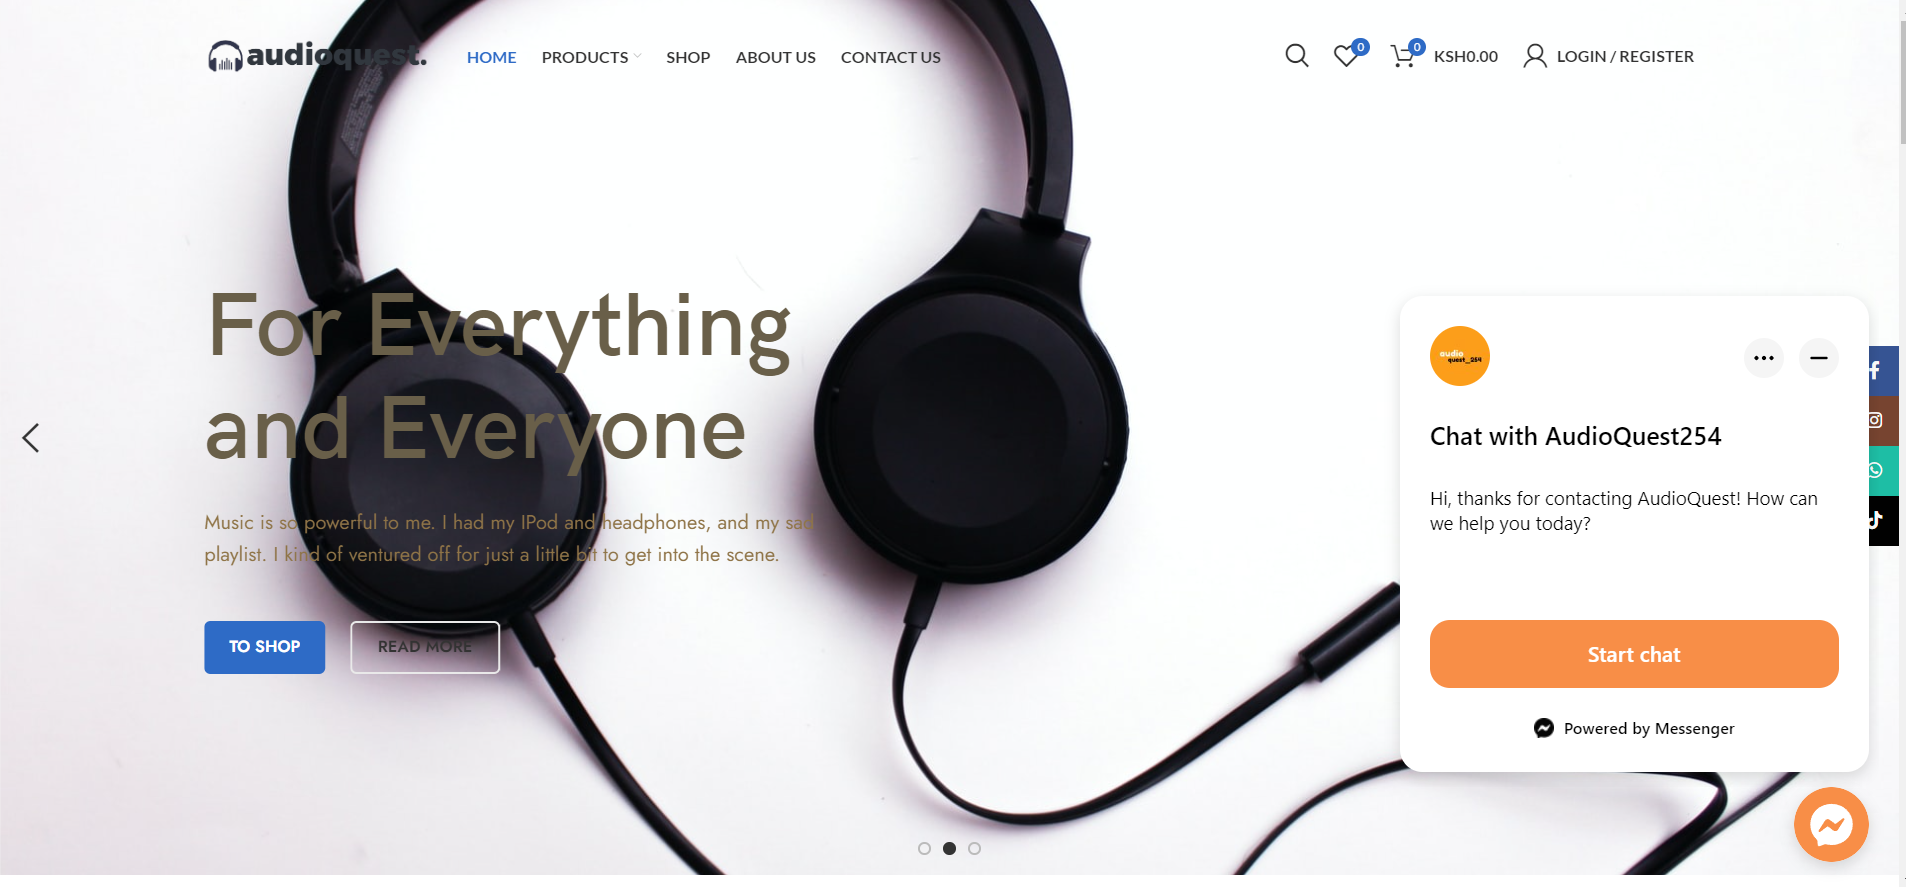 audioquest.
HOME PRODUCTS SHOP ABOUT US CONTACT US
0 0 KSH0.00 LOGIN / REGISTER
For Everything
and Everyone
Music is so powerful to me. I had my IPod and headphones, and my sad
playlist. I kind of ventured off for just a little bit to get into the scene.
TO SHOP READ MORE
audio
quest_254
Chat with AudioQuest254
Hi, thanks for contacting AudioQuest! How can
we help you today?
Start chat
Powered by Messenger